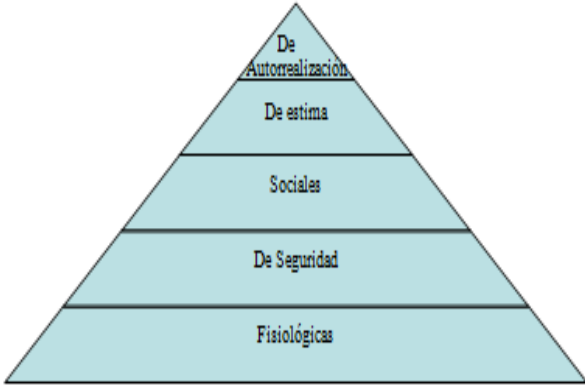 De
Autorrealización
De estima
Sociales
De Seguridad
Fisiológicas